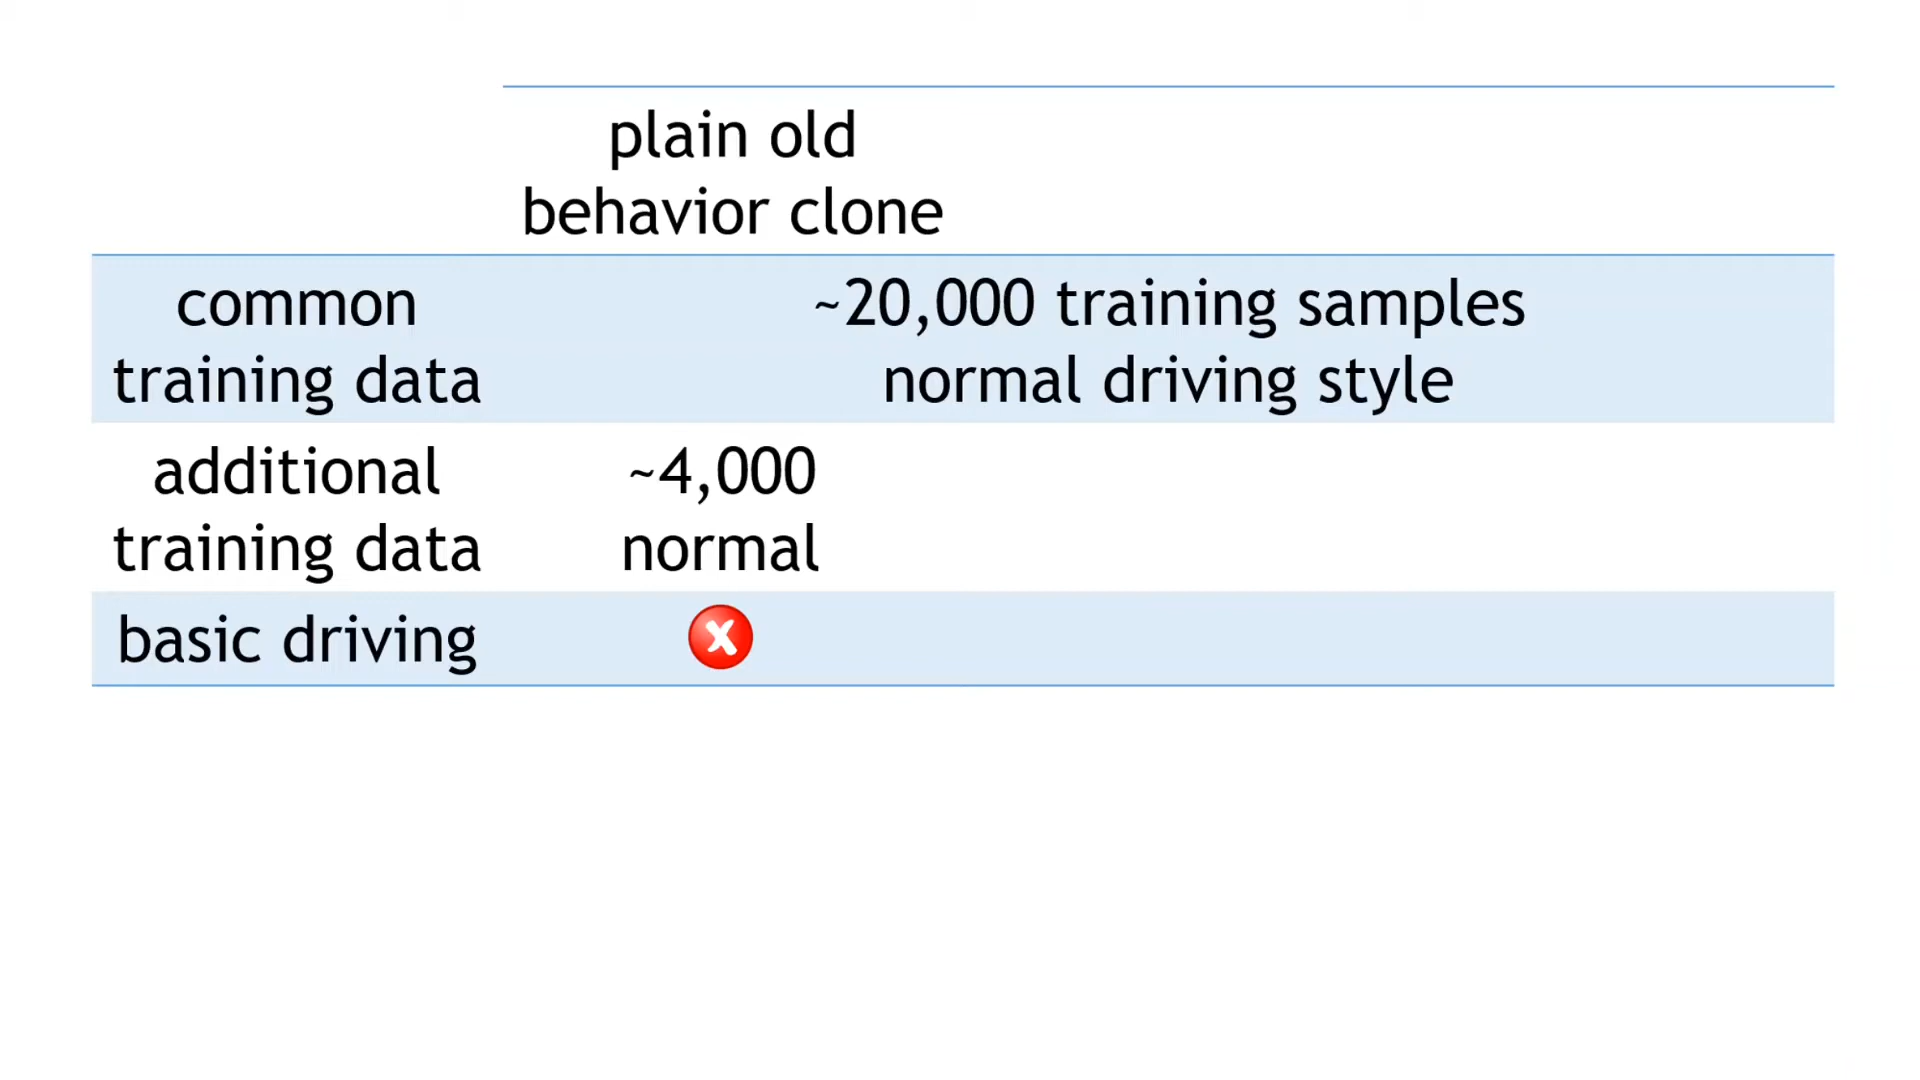 plain old
behavior clone
common
training data
~20,000 training samples
normal driving style
additional
training data
~4,000
normal
basic driving